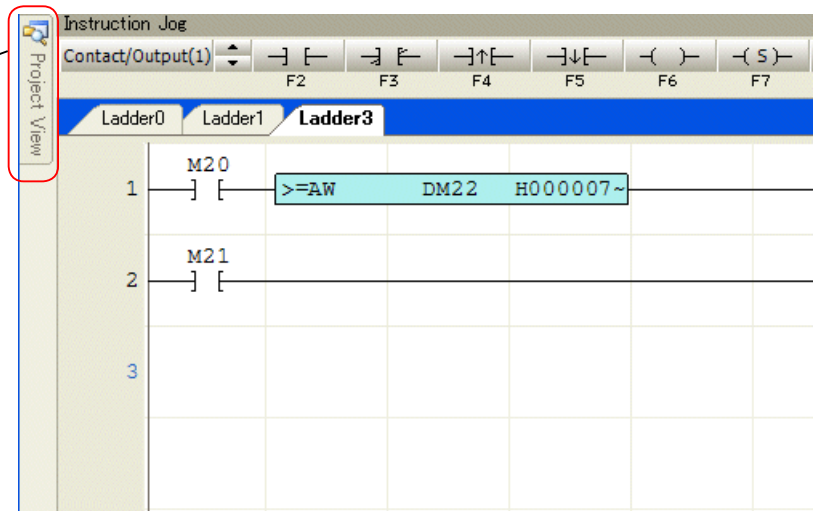 Project View
Instruction Jog
Contact/Output(1)
F2 F3 F4 F5 F6 F7
( S )
Ladder0 Ladder1 Ladder3
M20
1 >=AW DM22 H000007~
M21
2
3